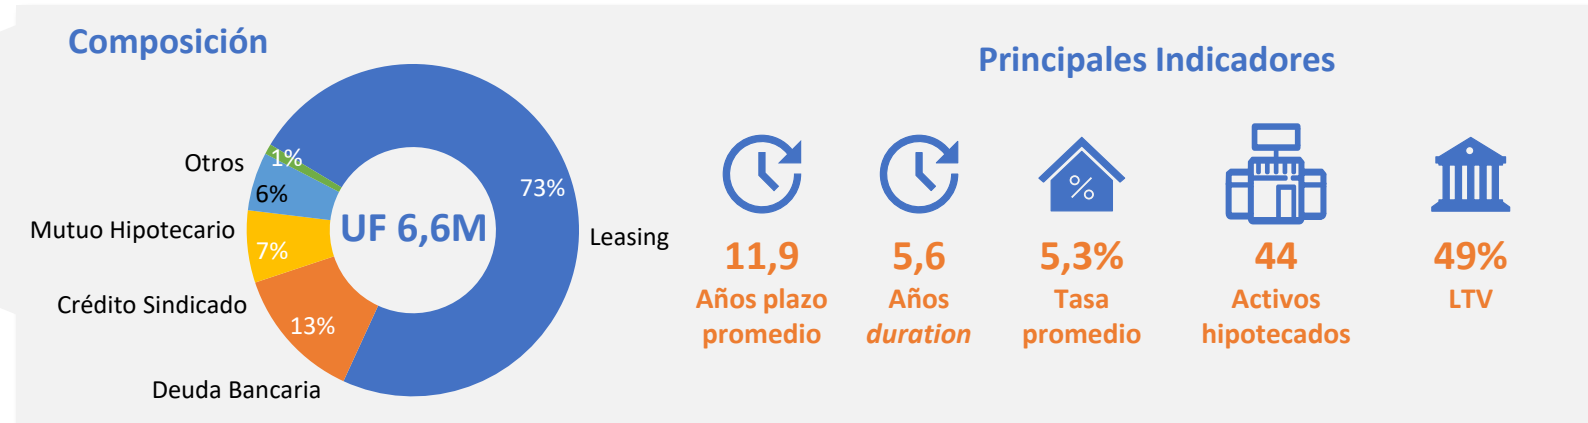 Composición
Otros
1%
6%
73%
Mutuo Hipotecario
UF 6,6M
Leasing
7%
Crédito Sindicado
13%
Deuda Bancaria
Principales Indicadores
%
11,9
Años plazo
promedio
5,6
Años
duration
5,3%
Tasa
promedio
44
Activos
hipotecados
49%
LTV